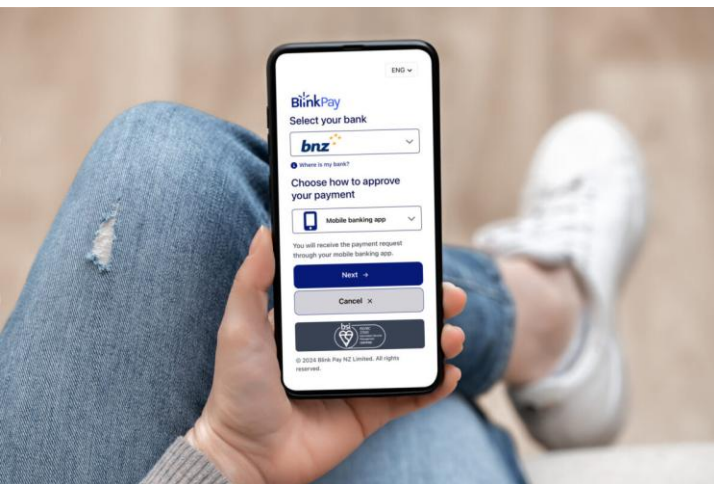 ENG
BlinkPay
Select your bank
bnz
Where is my bank?
Choose how to approve
your payment
Mobile banking app
You will receive the payment request
through your mobile banking app.
Next →
Cancel ×
bsi
© 2024 Blink Pay NZ Limited. All rights
reserved.